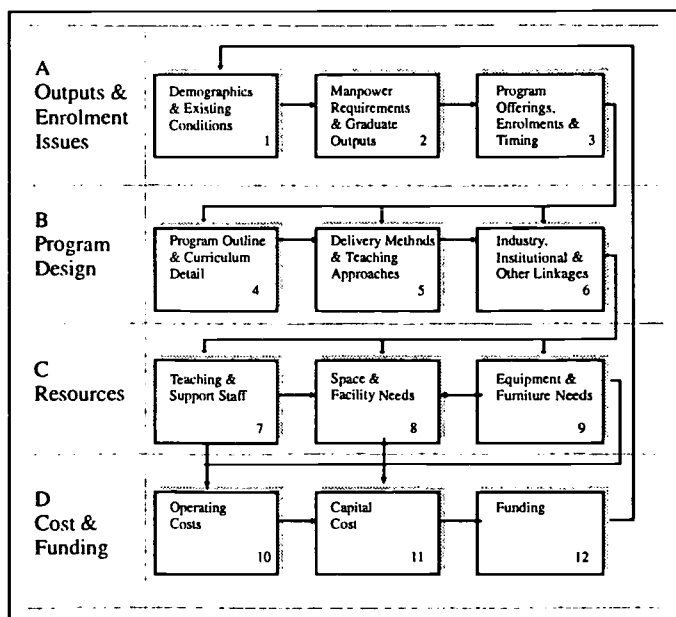 A
Outputs &
Enrolment
Issues
Demographics
& Existing
Conditions
1
Manpower
Requirements
& Graduate
Outputs
2
Program
Offerings,
Enrolments &
Timing
3
B
Program
Design
Program Outline
& Curriculum
Detail
4
Delivery Methods
& Teaching
Approaches
5
Industry,
Institutional &
Other Linkages
6
C
Resources
Teaching &
Support Staff
7
Space &
Facility Needs
8
Equipment &
Furniture Needs
9
D
Cost &
Funding
Operating
Costs
10
Capital
Cost
11
Funding
12